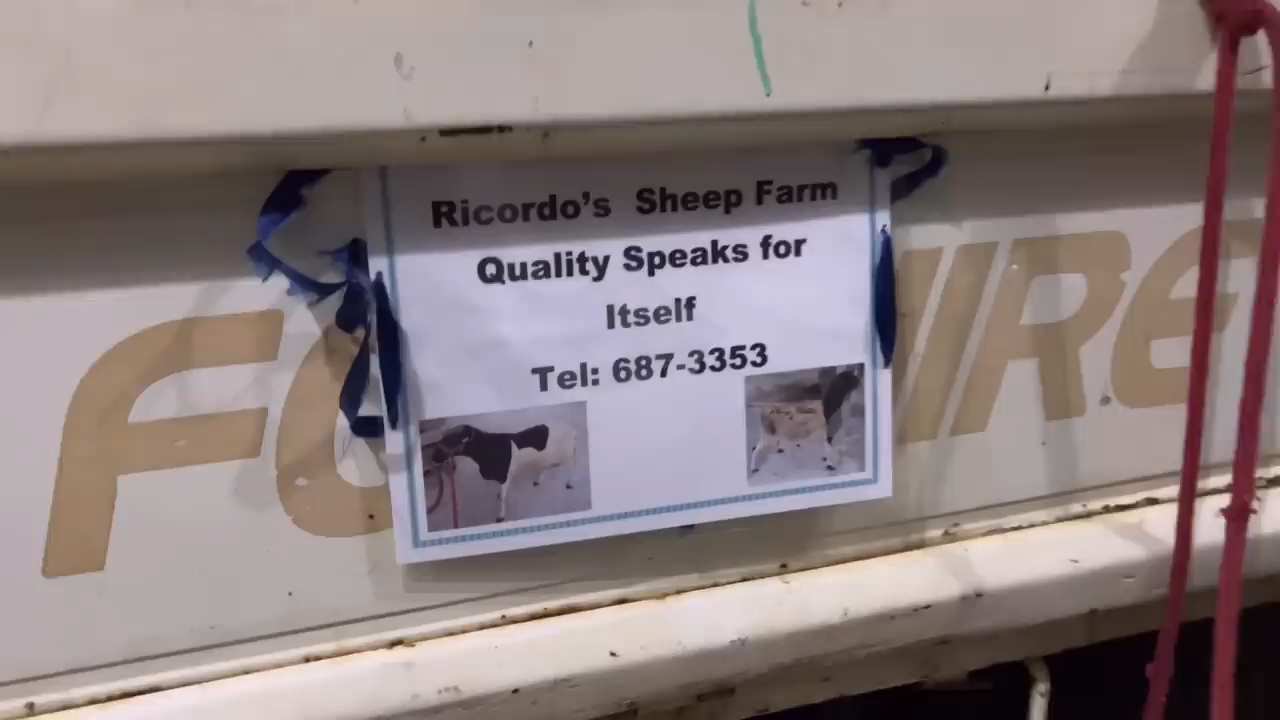 Ricordo's Sheep Farm
Quality Speaks for
Itself
Tel: 687-3353